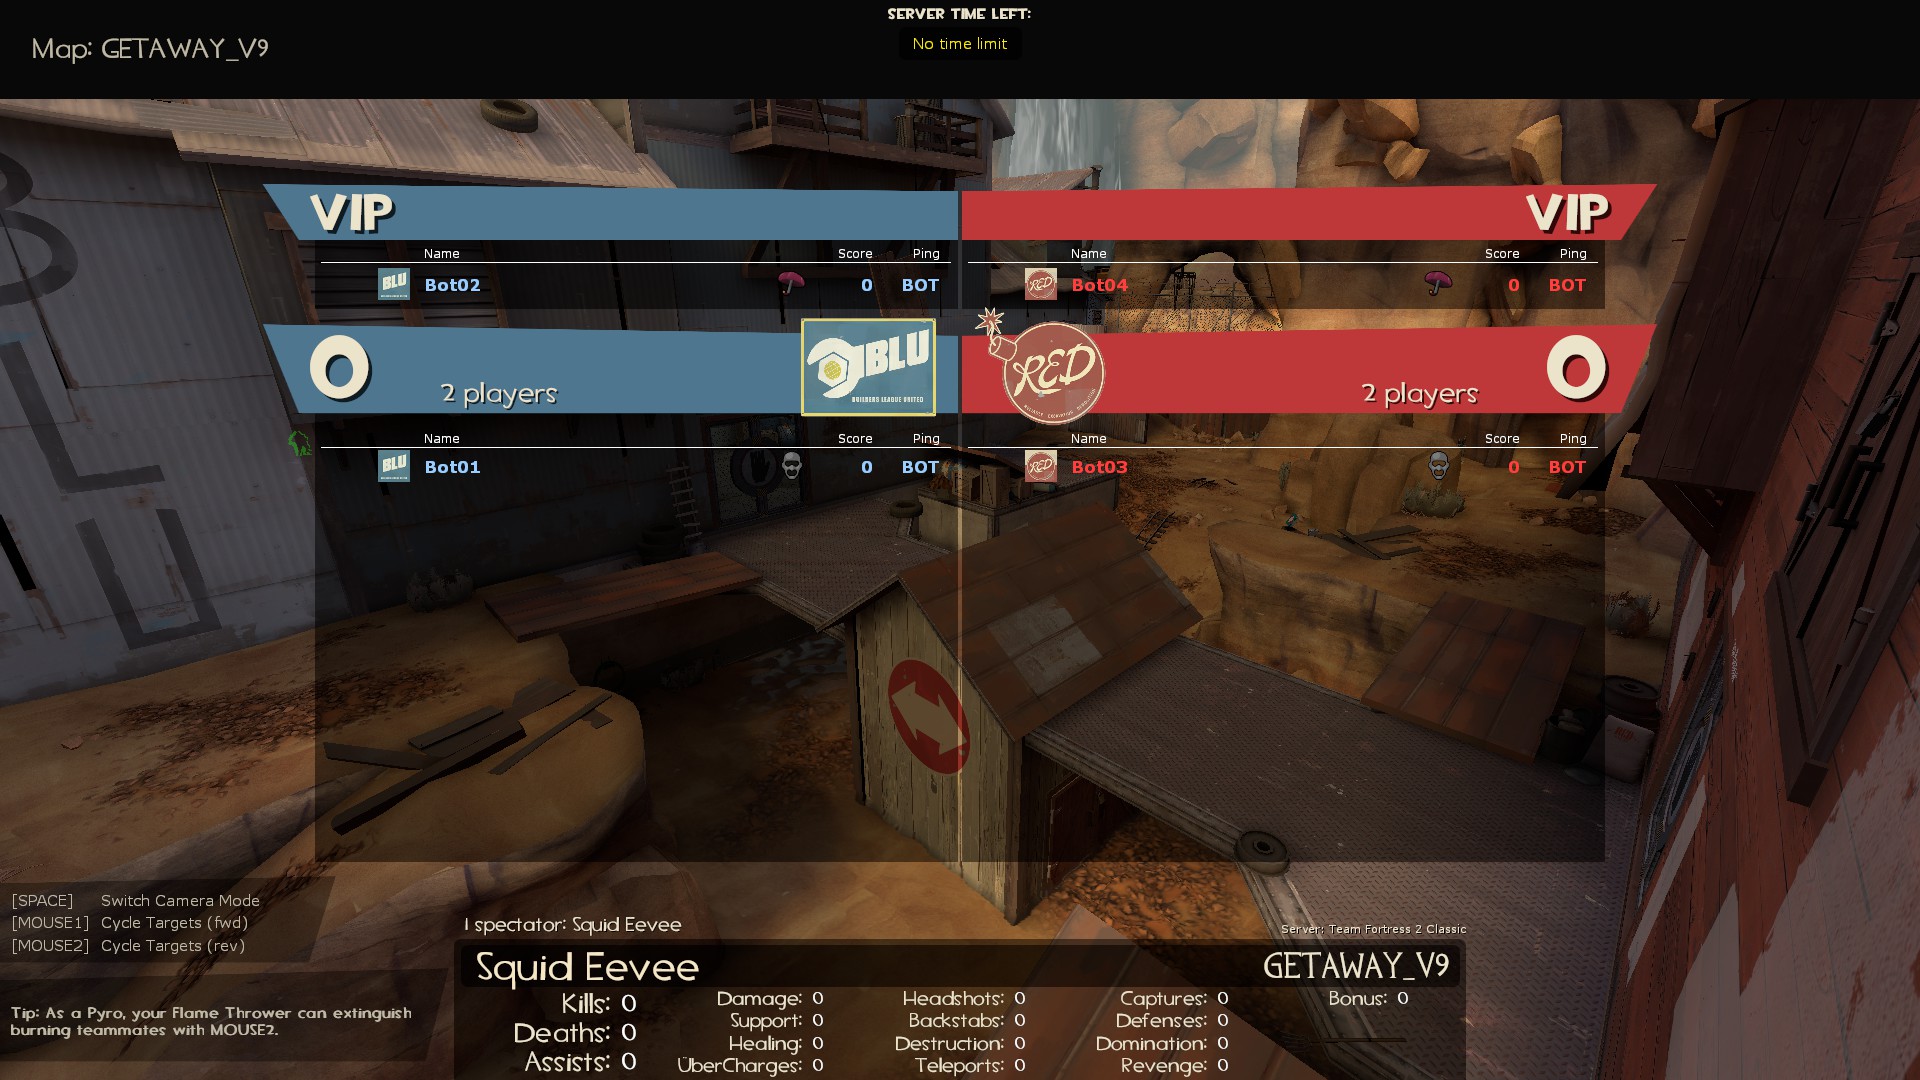 SERVER TIME LEFT:
No time limit
Map: GETAWAY_V9
VIP
VIP
Name Score Ping
Name Score Ping
BLU Bot02 0 BOT
RED Bot04 0 BOT
0 2 players
BLU
BUILDERS LEAGUE UNITED
RED
2 players 0
Name Score Ping
Name Score Ping
BLU Bot01 0 BOT
RED Bot03 0 BOT
[SPACE] Switch Camera Mode
[MOUSE1] Cycle Targets (fwd)
[MOUSE2] Cycle Targets (rev)
Tip: As a Pyro, your Flame Thrower can extinguish
burning teammates with MOUSE2.
1 spectator: Squid Eevee
Server: Team Fortress 2 Classic
Squid Eevee
GETAWAY_V9
Kills: 0
Deaths: 0
Assists: 0
Damage: 0
Support: 0
Healing: 0
ÜberCharges: 0
Headshots: 0
Backstabs: 0
Destruction: 0
Teleports: 0
Captures: 0
Defenses: 0
Domination: 0
Revenge: 0
Bonus: 0